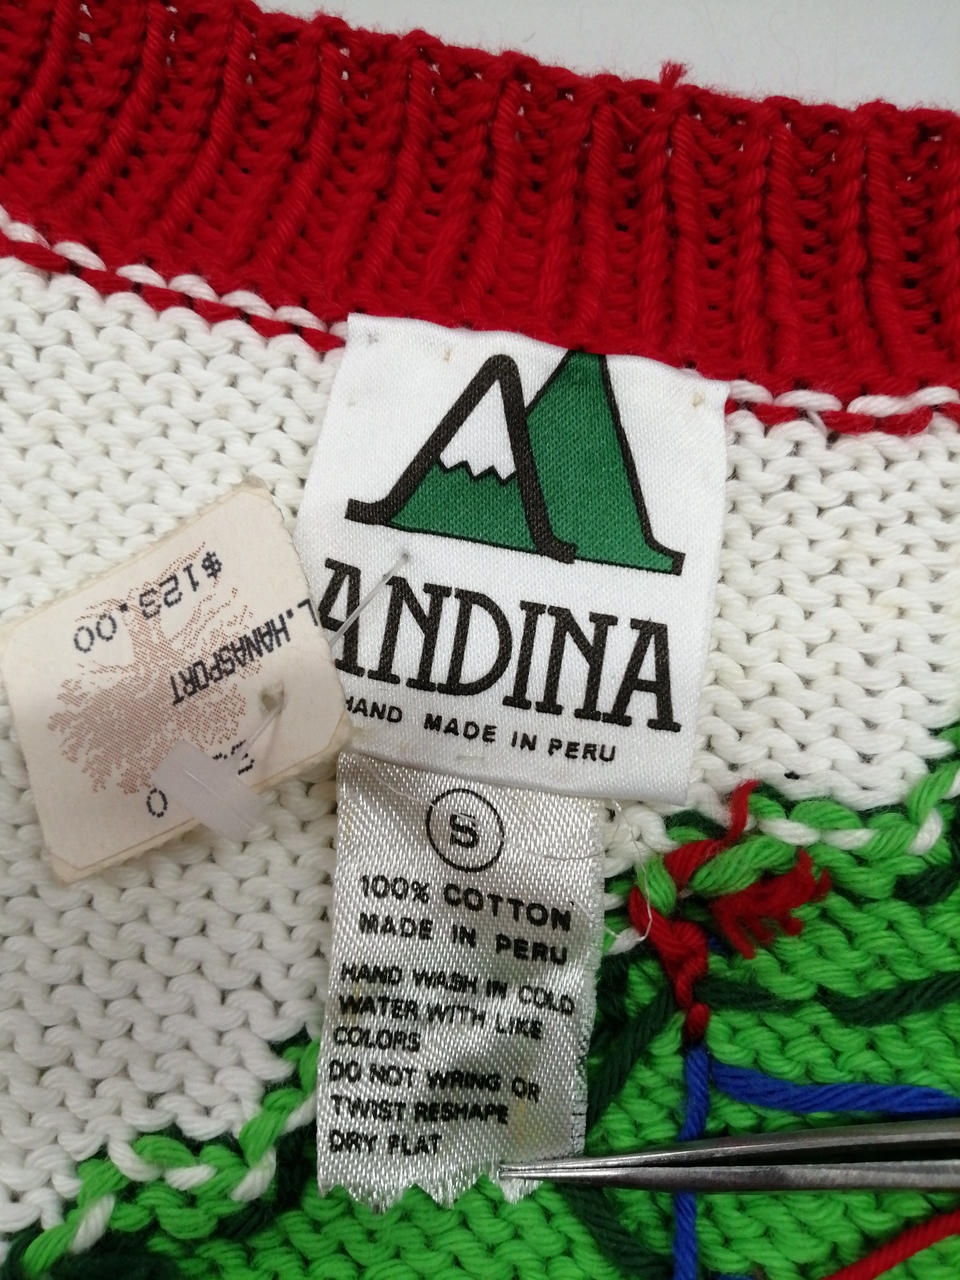 ANDINA
HAND MADE IN PERU
S
100% COTTON
MADE IN PERU
HAND WASH IN COLD
WATER WITH LIKE
COLORS
DO NOT WRING OR
TWIST RESHAPE
DRY FLAT
L.HANASPORT
$123.00
0